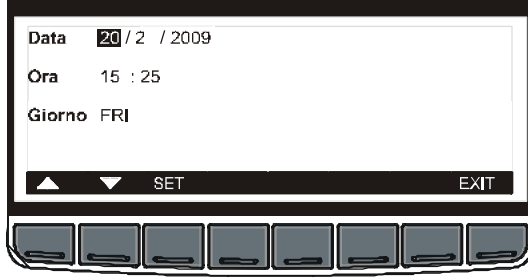 Data 20 / 2 / 2009
Ora 15 : 25
Giorno FRI
SET EXIT